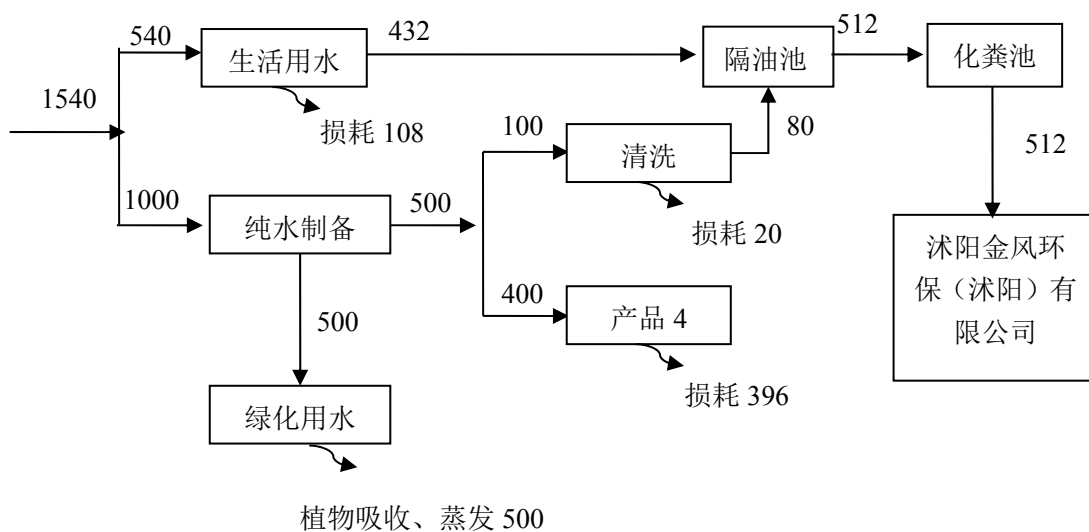 540
生活用水
432
隔油池
512
化粪池
1540
损耗 108
100
清洗
80
512
1000
纯水制备
500
损耗 20
沭阳金风环
保（沭阳）有
限公司
500
400
产品 4
损耗 396
绿化用水
植物吸收、蒸发 500